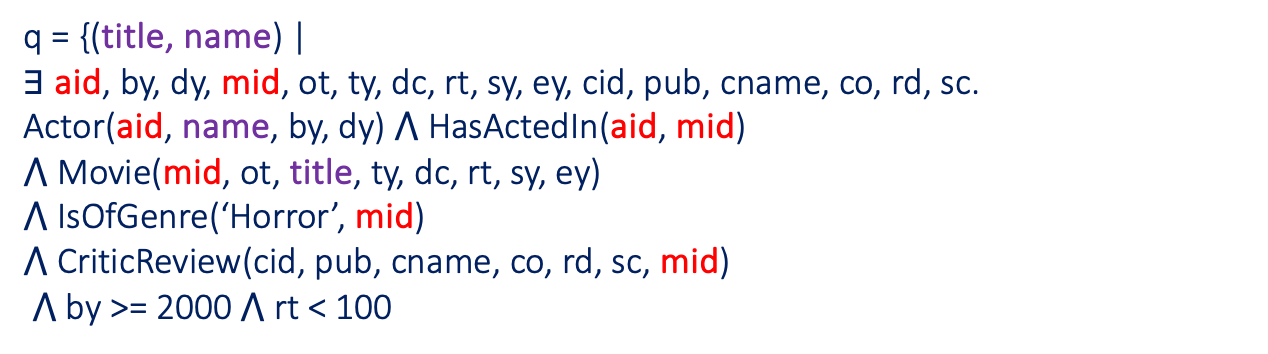 q = {(title, name) |
∃ aid, by, dy, mid, ot, ty, dc, rt, sy, ey, cid, pub, cname, co, rd, sc.
Actor(aid, name, by, dy) Λ HasActedIn(aid, mid)
Λ Movie(mid, ot, title, ty, dc, rt, sy, ey)
Λ IsOfGenre(‘Horror’, mid)
Λ CriticReview(cid, pub, cname, co, rd, sc, mid)
Λ by >= 2000 Λ rt < 100